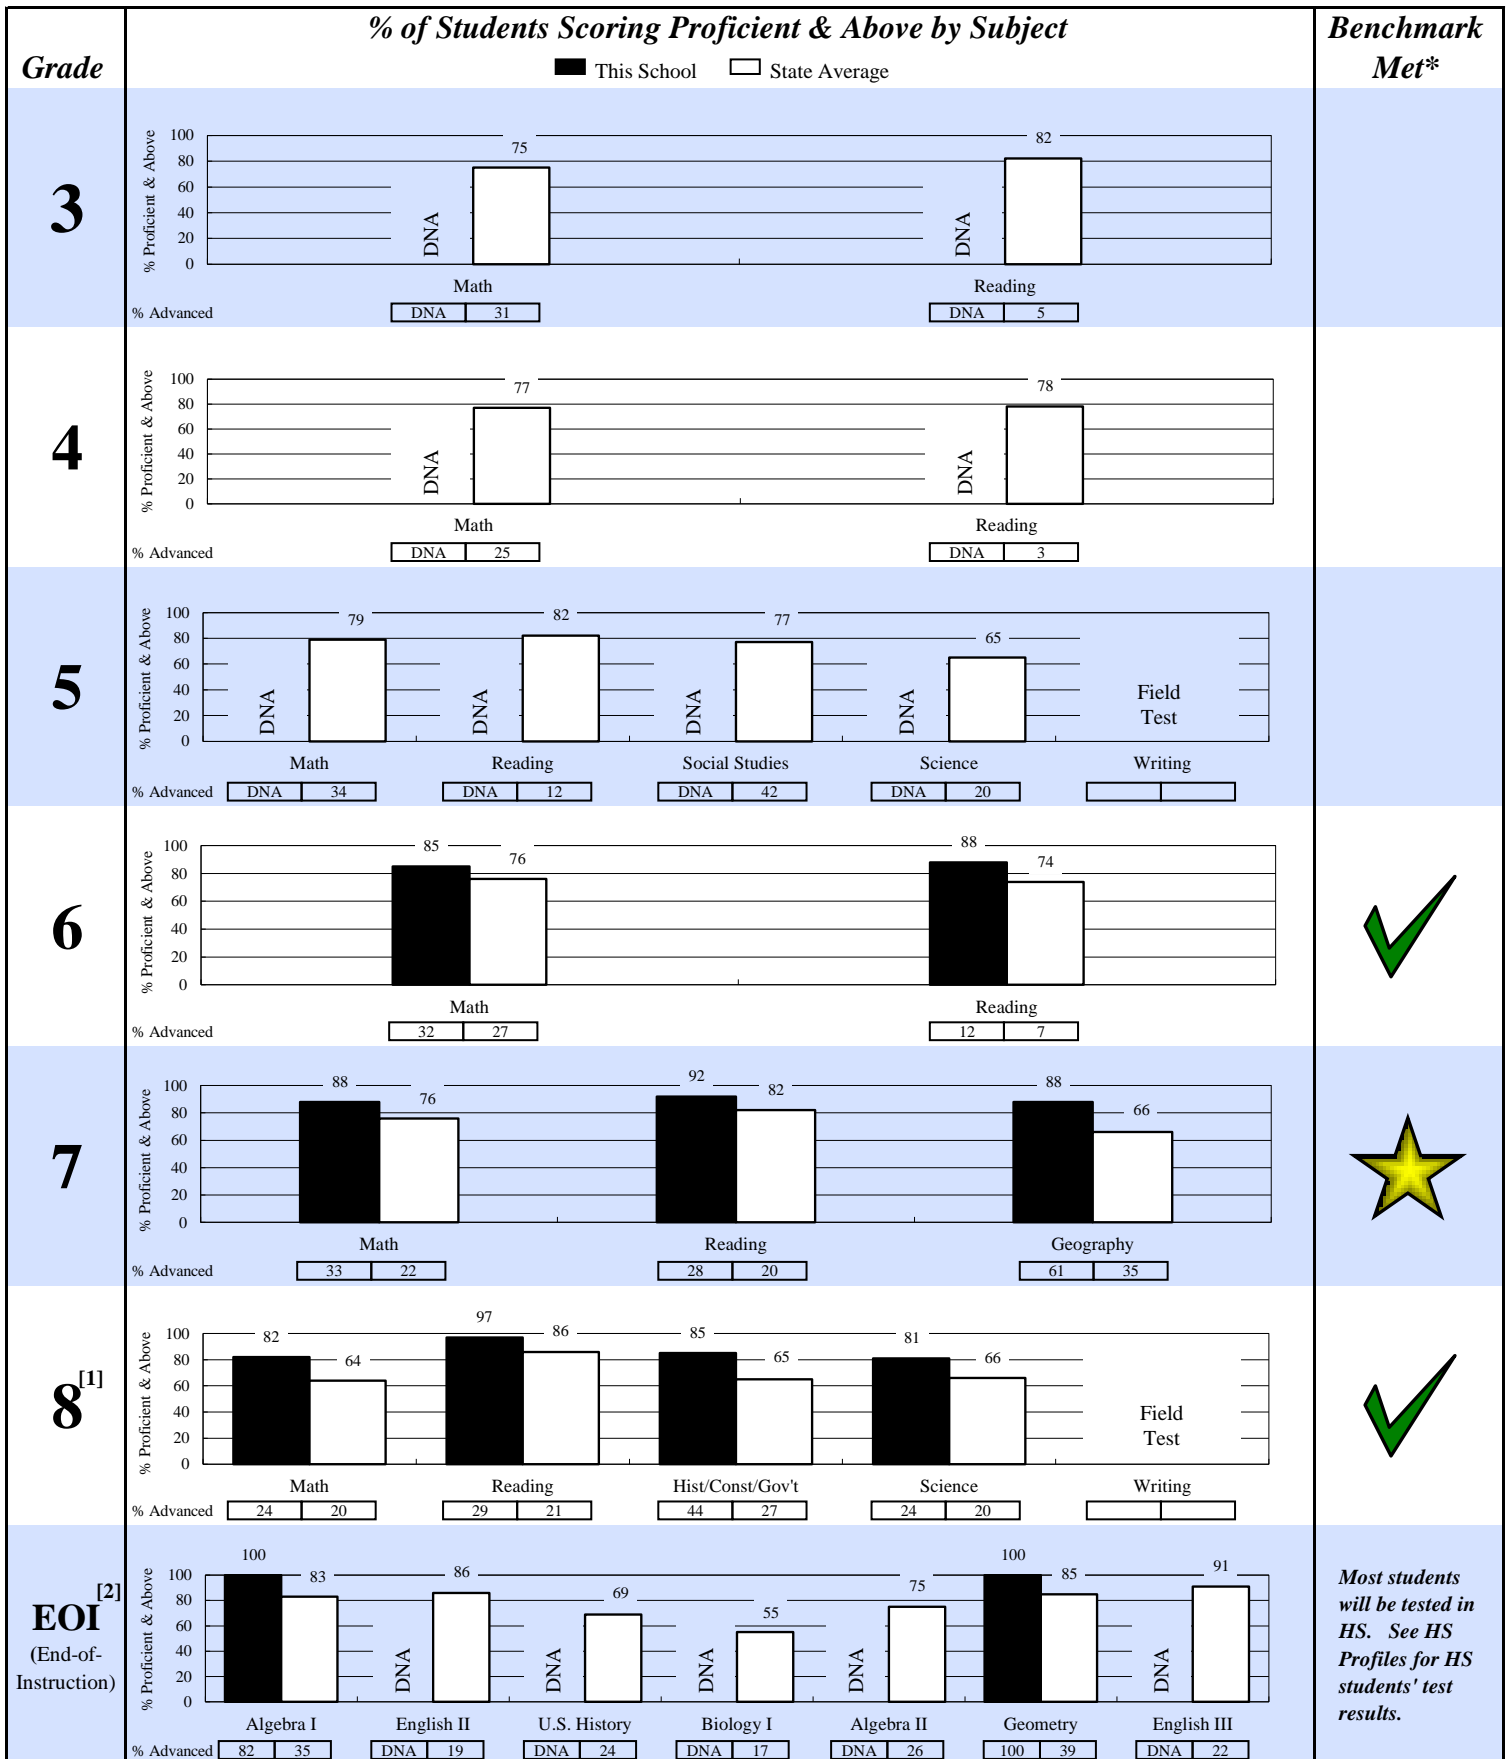 % of Students Scoring Proficient & Above by Subject
Benchmark
Met*
Grade
This School State Average
3
% Proficient & Above
100
80
60
40
20
0
DNA 75
DNA 82
Math Reading
% Advanced DNA 31 DNA 5
4
% Proficient & Above
100
80
60
40
20
0
DNA 77
DNA 78
Math Reading
% Advanced DNA 25 DNA 3
5
% Proficient & Above
100
80
60
40
20
0
DNA 79
DNA 82
DNA 77
DNA 65
Field
Test
Math Reading Social Studies Science Writing
% Advanced DNA 34 DNA 12 DNA 42 DNA 20
6
% Proficient & Above
100
80
60
40
20
0
85 76
88 74
Math Reading
% Advanced 32 27 12 7
7
% Proficient & Above
100
80
60
40
20
0
88 76
92 82
88 66
Math Reading Geography
% Advanced 33 22 28 20 61 35
8[1]
% Proficient & Above
100
80
60
40
20
0
82 64
97 86
85 65
81 66
Field
Test
Math Reading Hist/Const/Gov't Science Writing
% Advanced 24 20 29 21 44 27 24 20
EOI[2]
(End-of-
Instruction)
% Proficient & Above
100
80
60
40
20
0
100 83
DNA 86
DNA 69
DNA 55
DNA 75
100 85
DNA 91
Algebra I English II U.S. History Biology I Algebra II Geometry English III
% Advanced 82 35 DNA 19 DNA 24 DNA 17 DNA 26 100 39 DNA 22
Most students
will be tested in
HS. See HS
Profiles for HS
students' test
results.